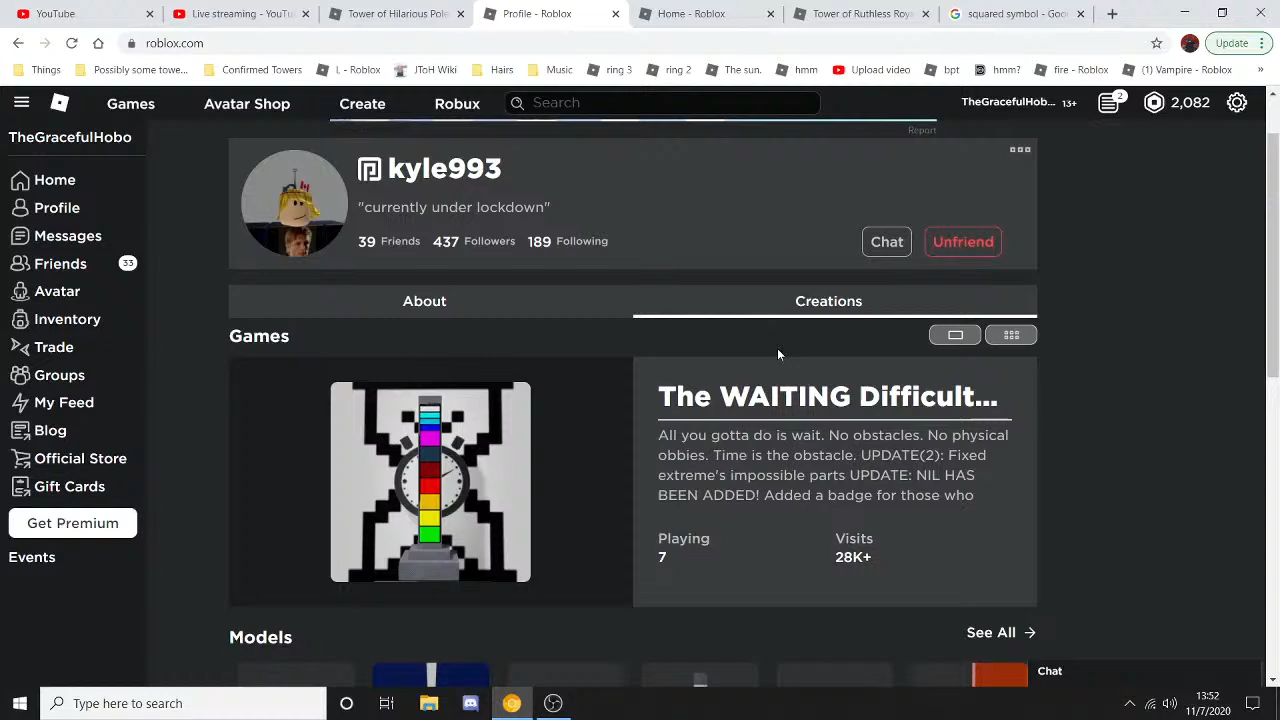 YouTube
Live streaming - YouTu
Tower of Hilarious Pole
Profile - Roblox
Home - Roblox
Tower of Ruthless Roya
squared symbol - Goo
roblox.com
Update
Things
Possibly some towe...
Confirmed Towers
L - Roblox
JToH Wiki
Hairs
Music
ring 3
ring 2
The sun.
hmm
Upload video
bpt
hmm?
fire - Roblox
(1) Vampire - Roblox
»
Games
Avatar Shop
Create
Robux
Search
TheGracefulHob... 13+
2
2,082
TheGracefulHobo
Home
Profile
Messages
Friends 33
Avatar
Inventory
Trade
Groups
My Feed
Blog
Official Store
Gift Cards
Get Premium
Events
Report
kyle993
"currently under lockdown"
39 Friends 437 Followers 189 Following
Chat
Unfriend
About
Creations
Games
The WAITING Difficult...
All you gotta do is wait. No obstacles. No physical
obbies. Time is the obstacle. UPDATE(2): Fixed
extreme's impossible parts UPDATE: NIL HAS
BEEN ADDED! Added a badge for those who
Playing
Visits
7
28K+
Models
See All
Chat
Type here to search
13:52
11/7/2020